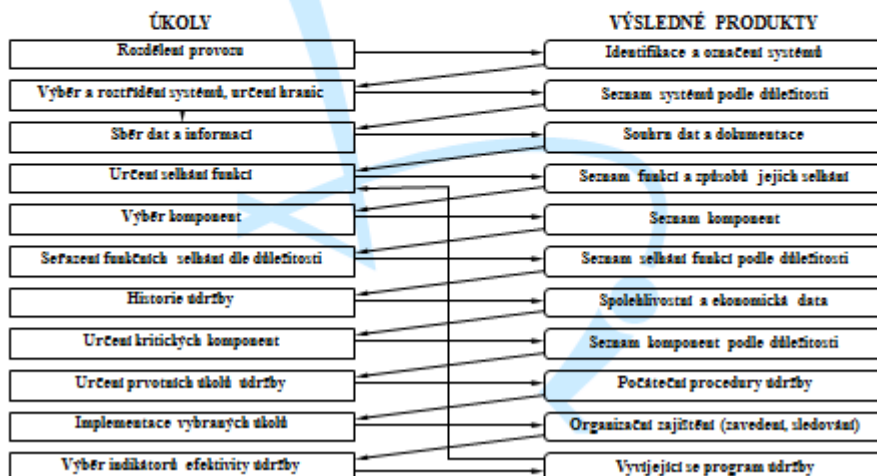 ÚKOLY
VÝSLEDNÉ PRODUKTY
Rozdělení provozu
Identifikace a označení systémů
Výběr a roztřídění systémů, určení hranic
Seznam systémů podle důležitosti
Sběr dat a informací
Souhrn dat a dokumentace
Určení selhání funkcí
Seznam funkcí a způsobů jejich selhání
Výběr komponent
Seznam komponent
Seřazení funkčních selhání dle důležitosti
Seznam selhání funkcí podle důležitosti
Historie údržby
Spolehlivostní a ekonomická data
Určení kritických komponent
Seznam komponent podle důležitosti
Určení prvotních úkolů údržby
Počáteční procedury údržby
Implementace vybraných úkolů
Organizační zajištění (zavedení, sledování)
Výběr indikátorů efektivity údržby
Vyvíjející se program údržby